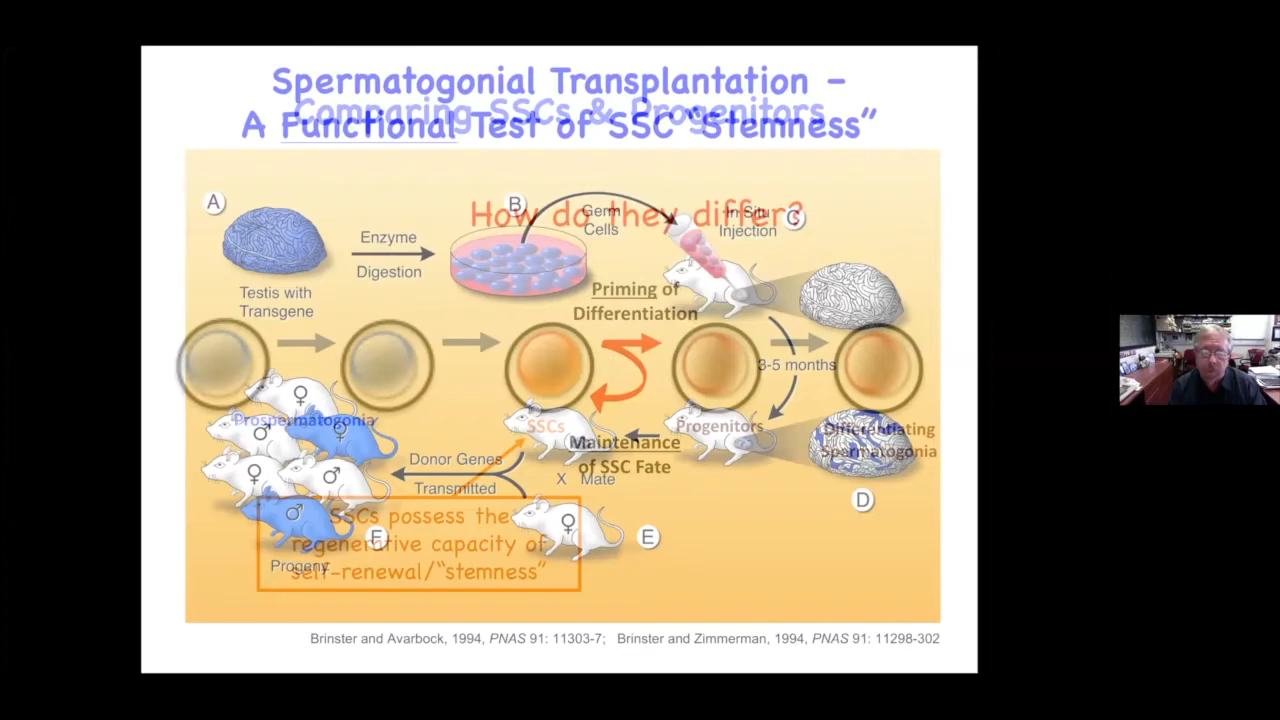 Spermatogonial Transplantation –
Comparing SSCs & Progenitors
A Functional Test of SSC “Stemness”
How do they differ?
A
B
C
Germ
Cells
In Situ
Injection
Enzyme
Digestion
Testis with
Transgene
Priming of
Differentiation
3-5 months
Prospermatogonia
SSCs
Progenitors
Differentiating
Spermatogonia
Maintenance
of SSC Fate
Donor Genes
Transmitted
X Mate
D
E
F
SSCs possess the
regenerative capacity of
self-renewal/“stemness”
Progeny
Brinster and Avarbock, 1994, PNAS 91: 11303-7; Brinster and Zimmerman, 1994, PNAS 91: 11298-302